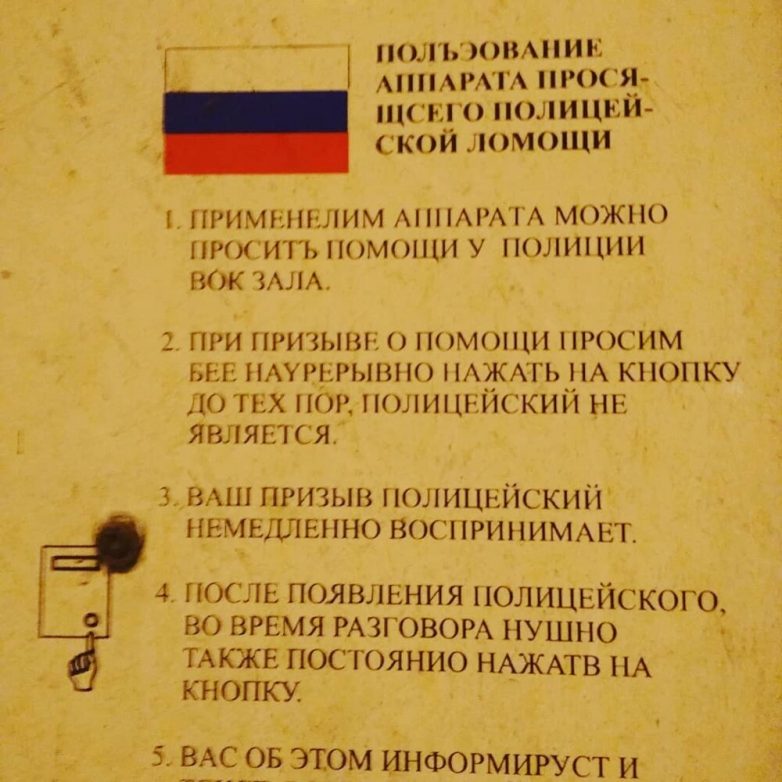 ПОЛЪЭОВАНИЕ
АППАРАТА ПРОСЯ-
ЩСЕГО ПОЛИЦЕЙ-
СКОЙ ЛОМОЩИ
1. ПРИМЕНЕЛИМ АППАРАТА МОЖНО
ПРОСИТЪ ПОМОЩИ У ПОЛИЦИИ
ВОК ЗАЛА.
2. ПРИ ПРИЗЫВЕ О ПОМОЩИ ПРОСИМ
БЕЕ НАУРЕРЫВНО НАЖАТЬ НА КНОПКУ
ДО ТЕХ ПОР, ПОЛИЦЕЙСКИЙ НЕ
ЯВЛЯЕТСЯ.
3. ВАШ ПРИЗЫВ ПОЛИЦЕЙСКИЙ
НЕМЕДЛЕННО ВОСПРИНИМАЕТ.
4. ПОСЛЕ ПОЯВЛЕНИЯ ПОЛИЦЕЙСКОГО,
ВО ВРЕМЯ РАЗГОВОРА НУШНО
ТАКЖЕ ПОСТОЯНИО НАЖАТВ НА
КНОПКУ.
5. ВАС ОБ ЭТОМ ИНФОРМИРУСТ И